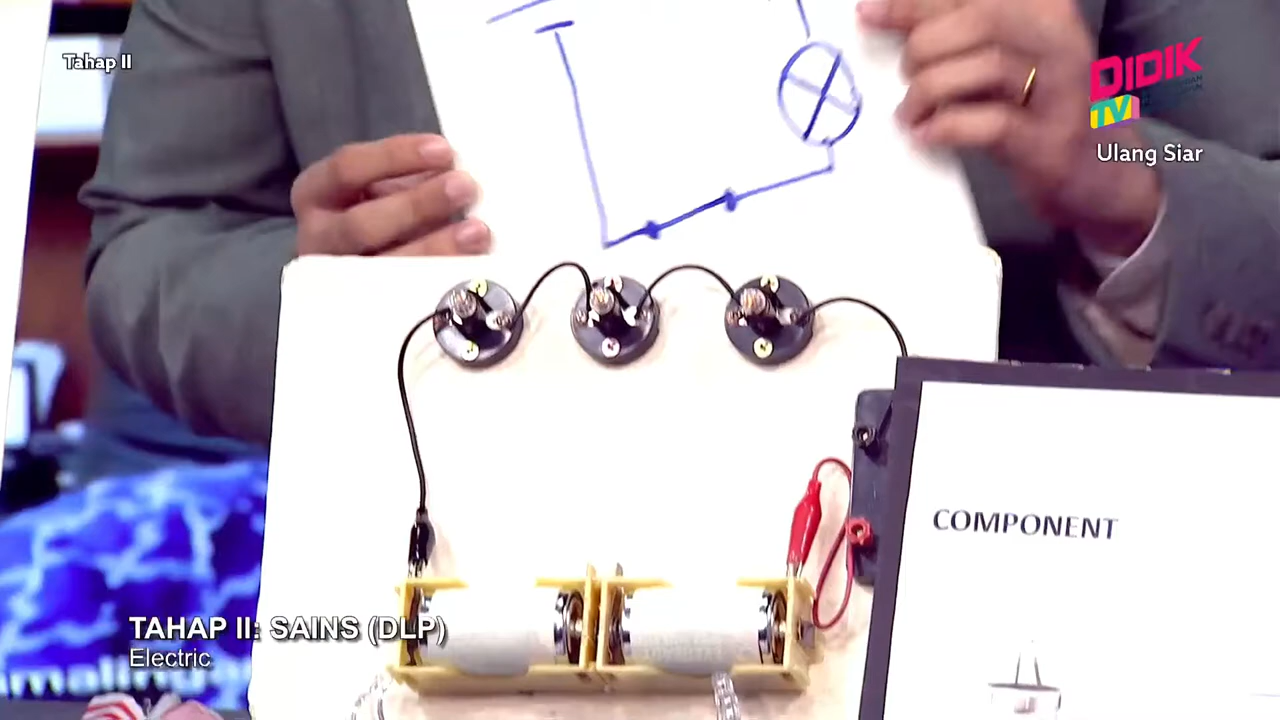 Tahap II
DIDIK
TV
Ulang Siar
COMPONENT
TAHAP II: SAINS (DLP)
Electric